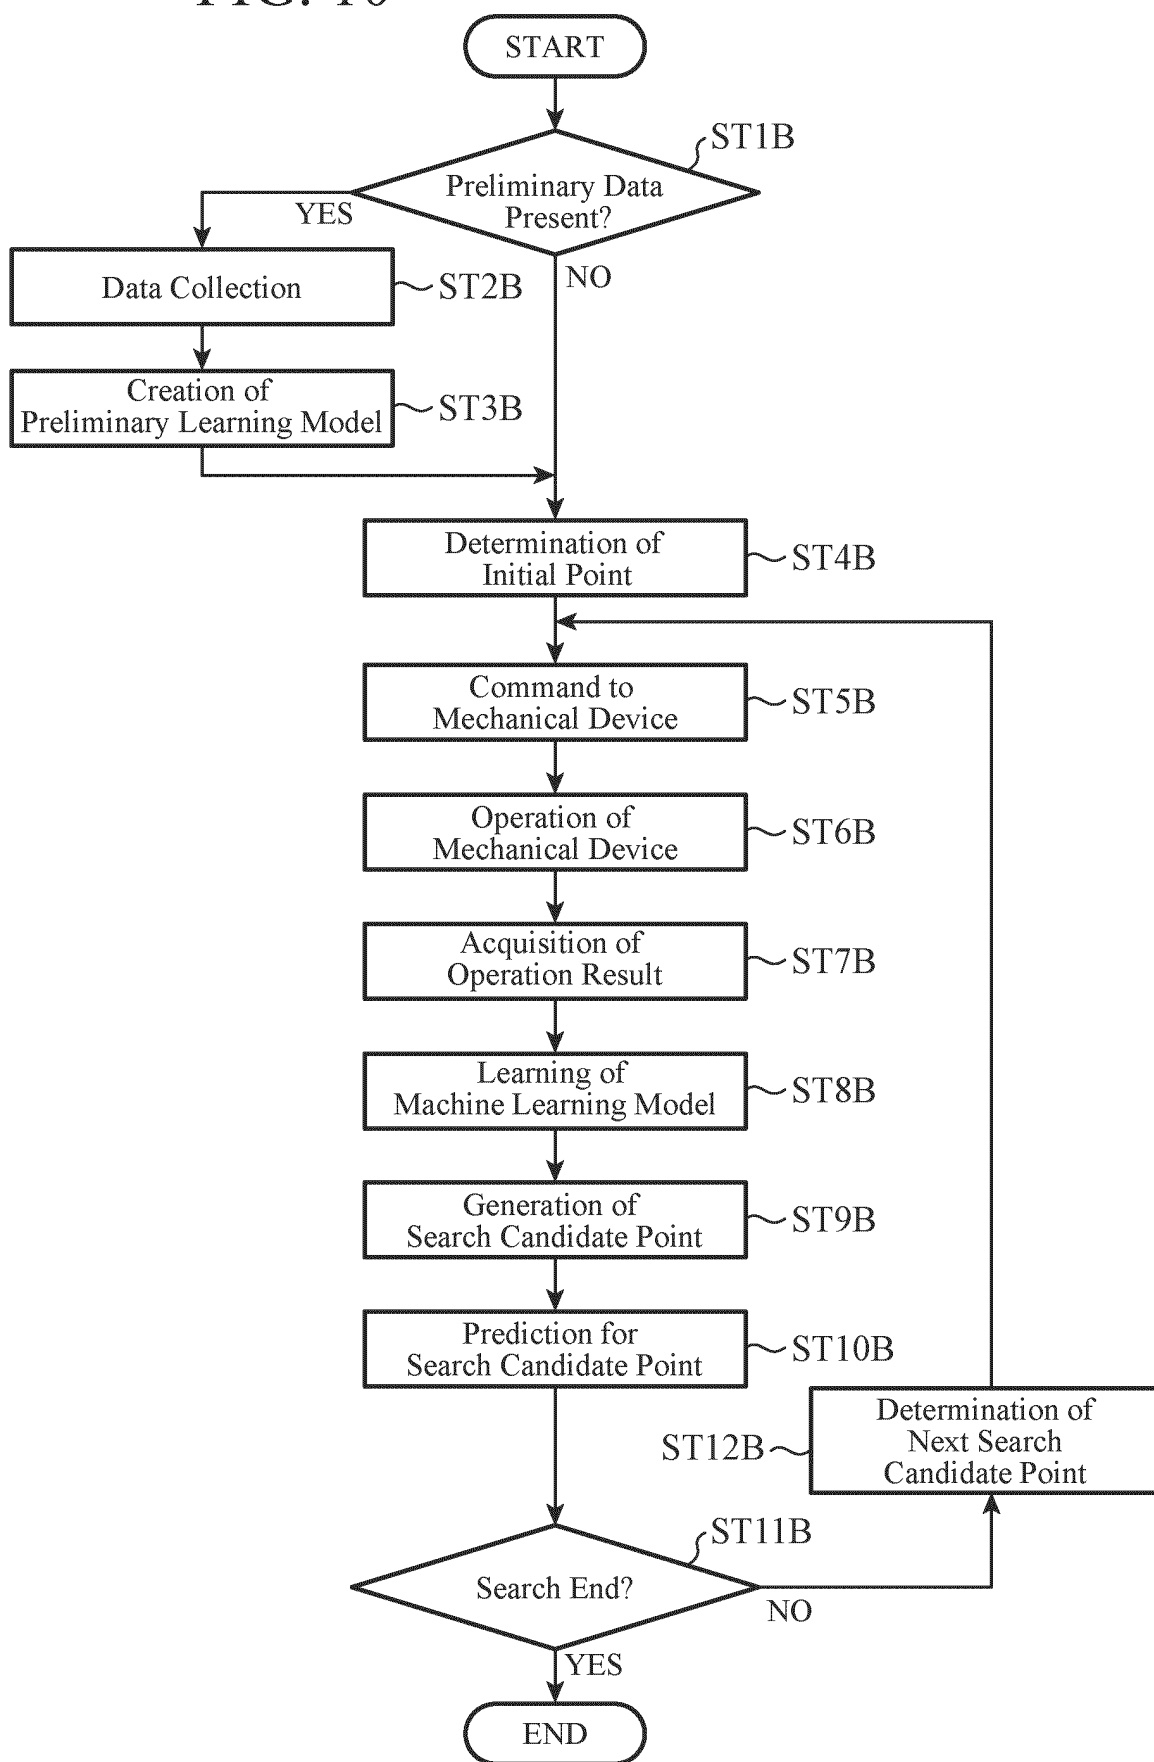 FIG. 10
START
ST1B
Preliminary Data
Present?
YES
NO
Data Collection
ST2B
Creation of
Preliminary Learning Model
ST3B
Determination of
Initial Point
ST4B
Command to
Mechanical Device
ST5B
Operation of
Mechanical Device
ST6B
Acquisition of
Operation Result
ST7B
Learning of
Machine Learning Model
ST8B
Generation of
Search Candidate Point
ST9B
Prediction for
Search Candidate Point
ST10B
Determination of
Next Search
Candidate Point
ST12B
ST11B
Search End?
NO
YES
END